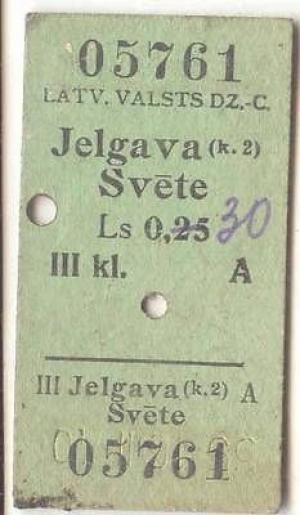 05761
LATV. VALSTS DZ.-C.
Jelgava (k. 2)
Svēte
Ls 0,25 30
III kl. A
III Jelgava (k. 2) A
Svēte
05761